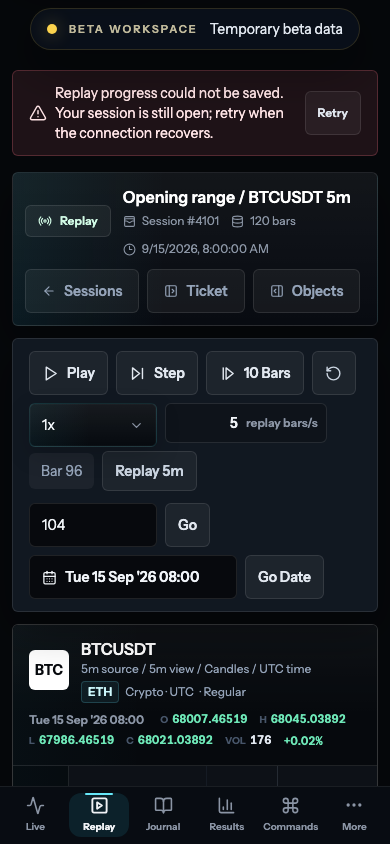 BETA WORKSPACE Temporary beta data
Replay progress could not be saved.
Your session is still open; retry when
the connection recovers.
Retry
Opening range / BTCUSDT 5m
Replay
Session #4101 120 bars
9/15/2026, 8:00:00 AM
Sessions Ticket Objects
Play Step 10 Bars
1x 5 replay bars/s
Bar 96 Replay 5m
104 Go
Tue 15 Sep '26 08:00 Go Date
BTC
BTCUSDT
5m source / 5m view / Candles / UTC time
ETH Crypto · UTC · Regular
Tue 15 Sep '26 08:00 O 68007.46519 H 68045.03892
L 67986.46519 C 68021.03892 VOL 176 +0.02%
Live Replay Journal Results Commands More